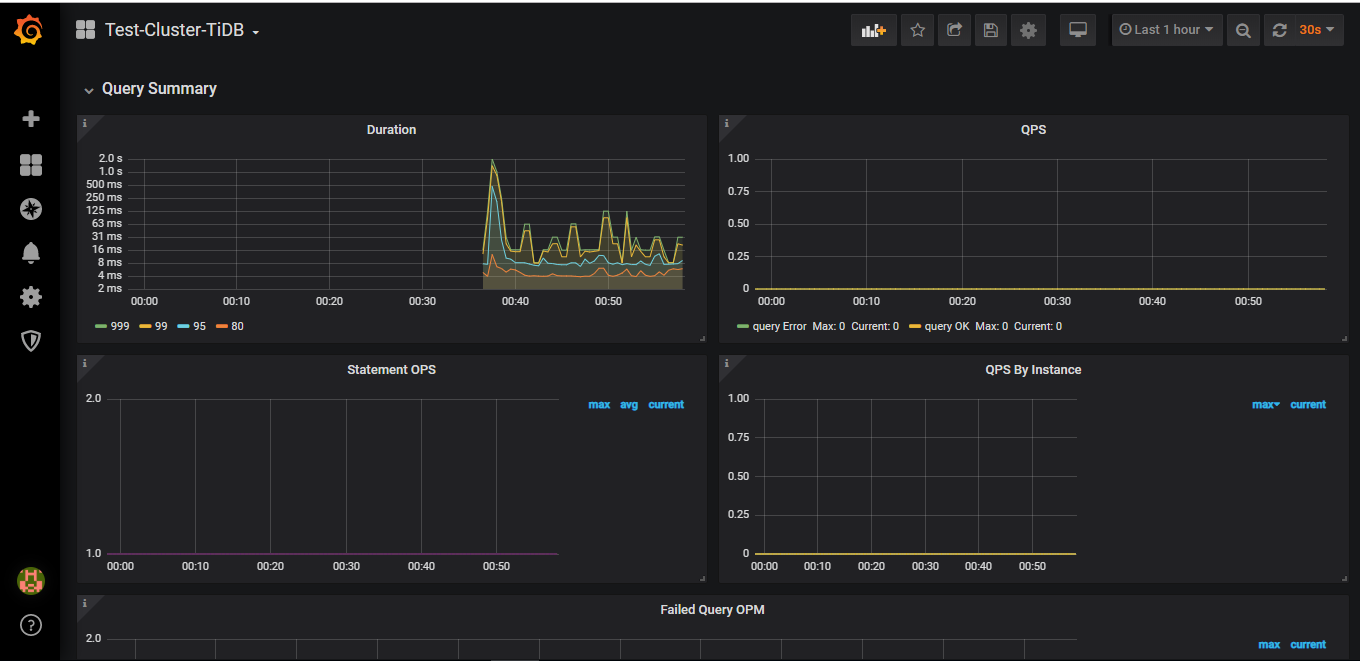 Test-Cluster-TiDB
Last 1 hour
30s
Query Summary
i
Duration
2.0 s
1.0 s
500 ms
250 ms
125 ms
63 ms
31 ms
16 ms
8 ms
4 ms
2 ms
00:00 00:10 00:20 00:30 00:40 00:50
999 99 95 80
i
QPS
1.00
0.75
0.50
0.25
0
00:00 00:10 00:20 00:30 00:40 00:50
query Error Max: 0 Current: 0 query OK Max: 0 Current: 0
i
Statement OPS
max avg current
2.0
1.0
00:00 00:10 00:20 00:30 00:40 00:50
i
QPS By Instance
max current
1.00
0.75
0.50
0.25
0
00:00 00:10 00:20 00:30 00:40 00:50
i
Failed Query OPM
2.0
max current
?